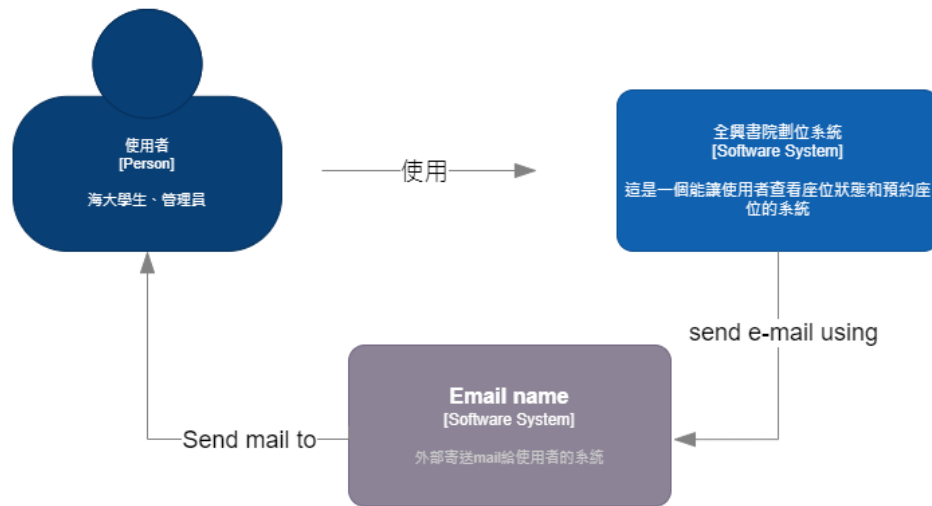 使用者
[Person]
海大學生、管理員
使用
全興書院劃位系統
[Software System]
這是一個能讓使用者查看座位狀態和預約座
位的系統
send e-mail using
Email name
[Software System]
外部寄送mail給使用者的系統
Send mail to